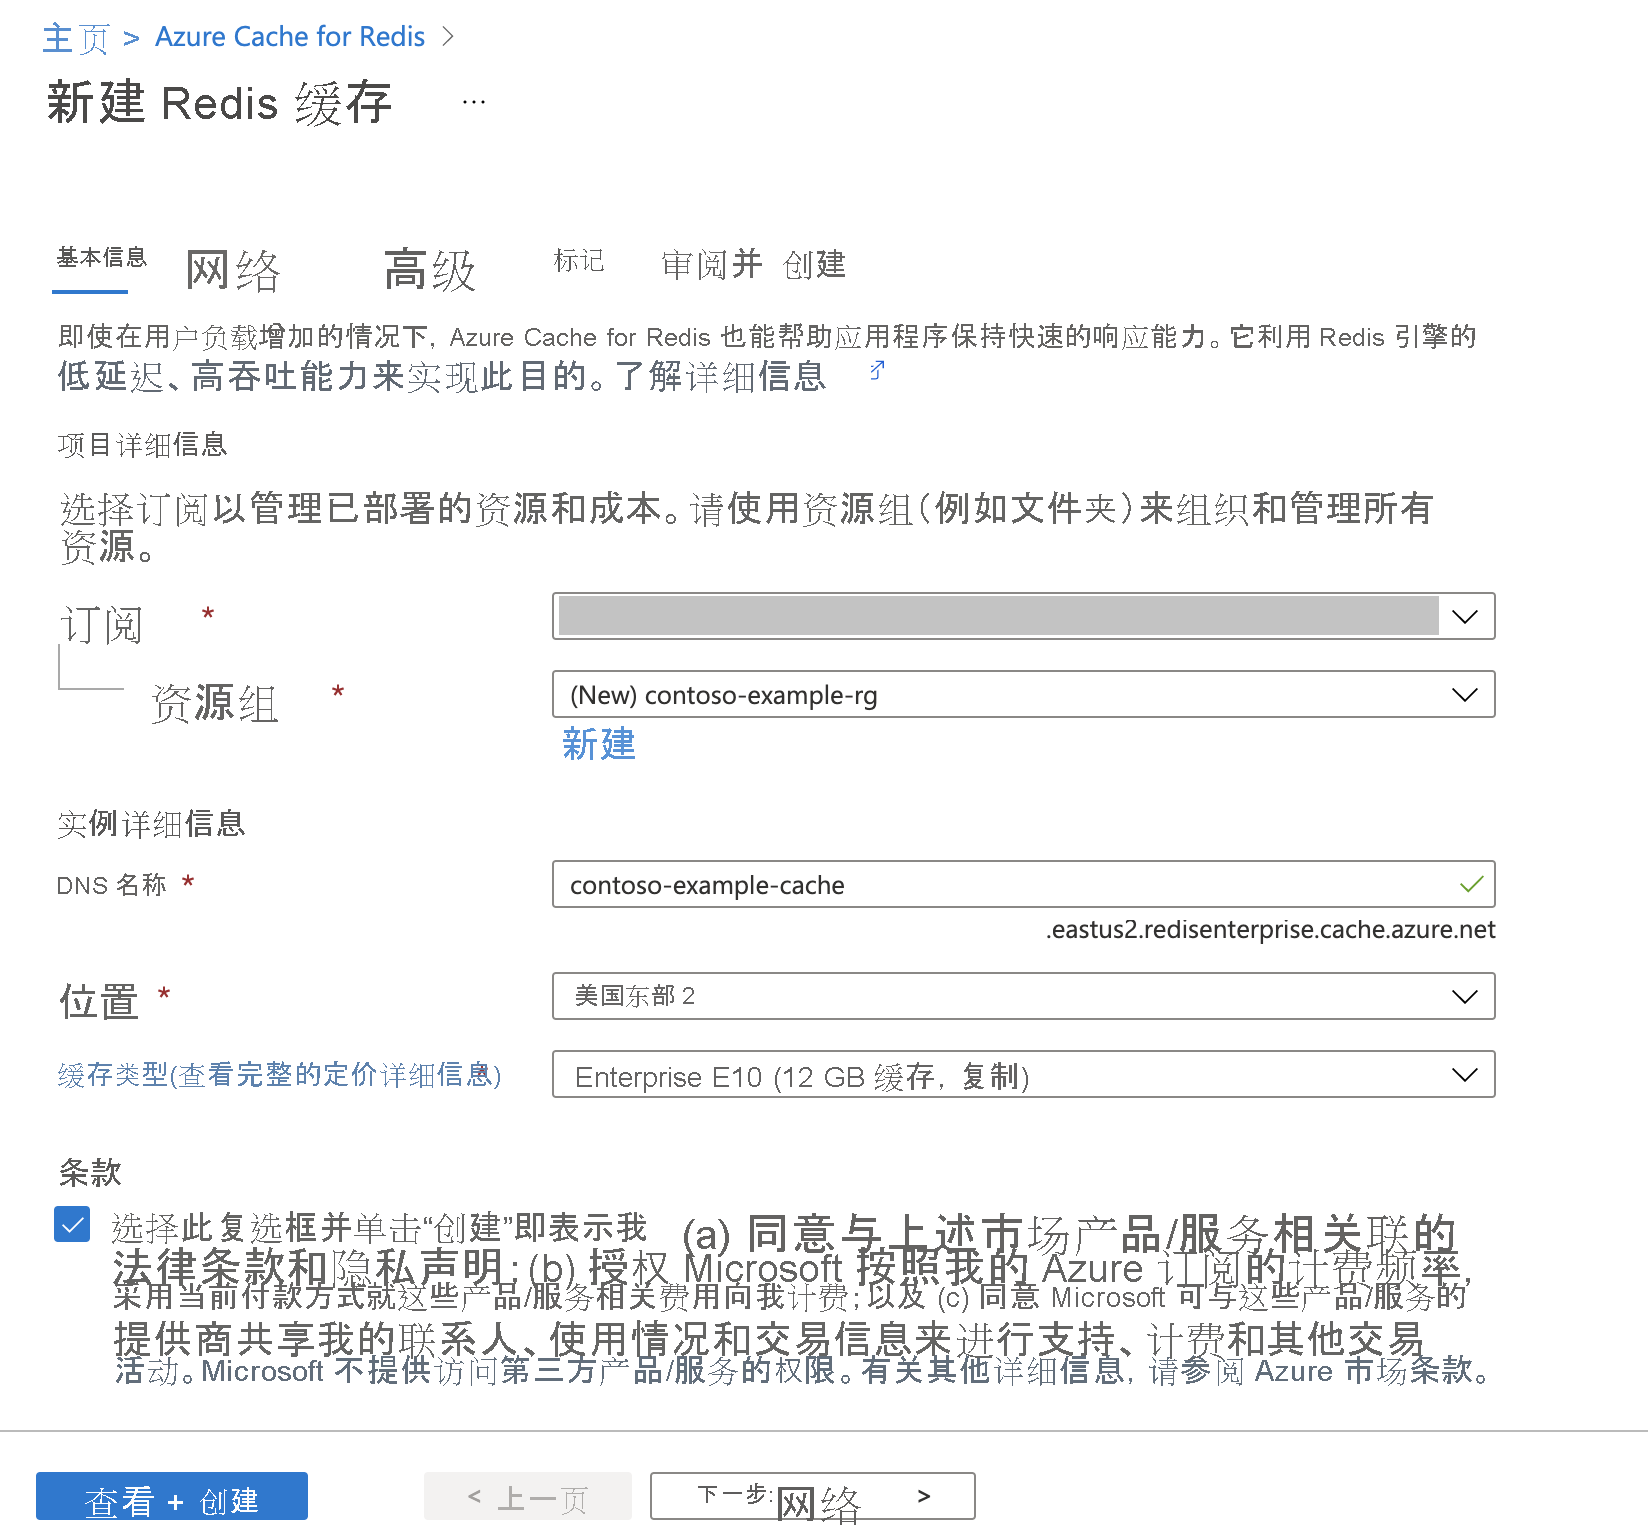 主页 > Azure Cache for Redis >
新建 Redis 缓存 ...
基本信息 网络 高级 标记 审阅并 创建
即使在用户负载增加的情况下, Azure Cache for Redis 也能帮助应用程序保持快速的响应能力。它利用 Redis 引擎的
低延迟、高吞吐能力来实现此目的。了解详细信息
项目详细信息
选择订阅以管理已部署的资源和成本。请使用资源组(例如文件夹)来组织和管理所有
资源。
订阅 *
资源组 * (New) contoso-example-rg
新建
实例详细信息
DNS 名称 * contoso-example-cache
.eastus2.redisenterprise.cache.azure.net
位置 * 美国东部 2
缓存类型(查看完整的定价详细信息) * Enterprise E10 (12 GB 缓存, 复制)
条款
选择此复选框并单击“创建”即表示我 (a) 同意与上述市场产品/服务相关联的
法律条款和隐私声明; (b) 授权 Microsoft 按照我的 Azure 订阅的计费频率,
采用当前付款方式就这些产品/服务相关费用向我计费; 以及 (c) 同意 Microsoft 可与这些产品/服务的
提供商共享我的联系人、使用情况和交易信息来进行支持、计费和其他交易
活动。Microsoft 不提供访问第三方产品/服务的权限。有关其他详细信息, 请参阅 Azure 市场条款。
查看 + 创建 < 上一页 下一步: 网络 >